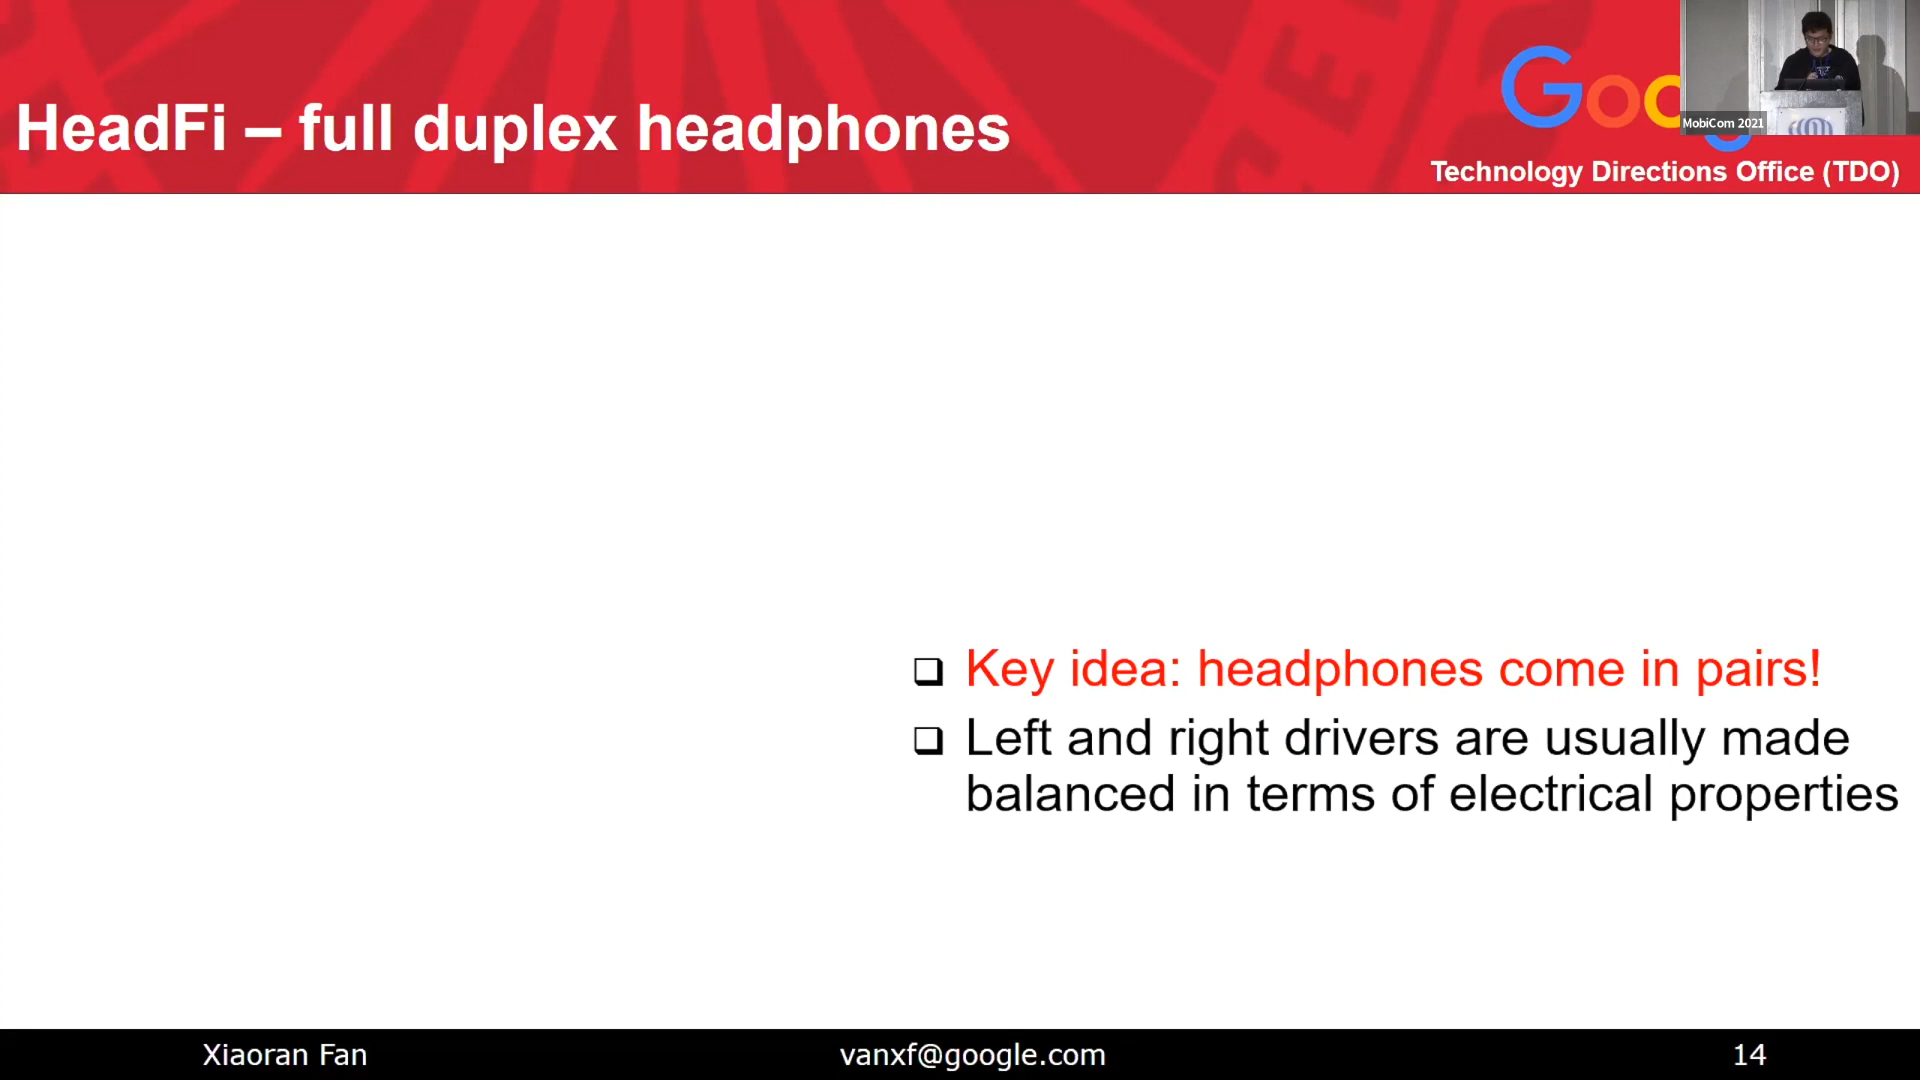 HeadFi – full duplex headphones
Goo
MobiCom 2021
Technology Directions Office (TDO)
Key idea: headphones come in pairs!
Left and right drivers are usually made
balanced in terms of electrical properties
Xiaoran Fan
vanxf@google.com
14